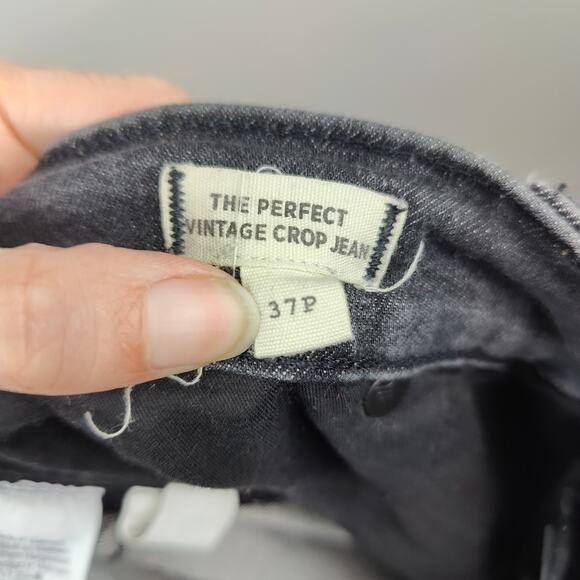 THE PERFECT
VINTAGE CROP JEAN
37P